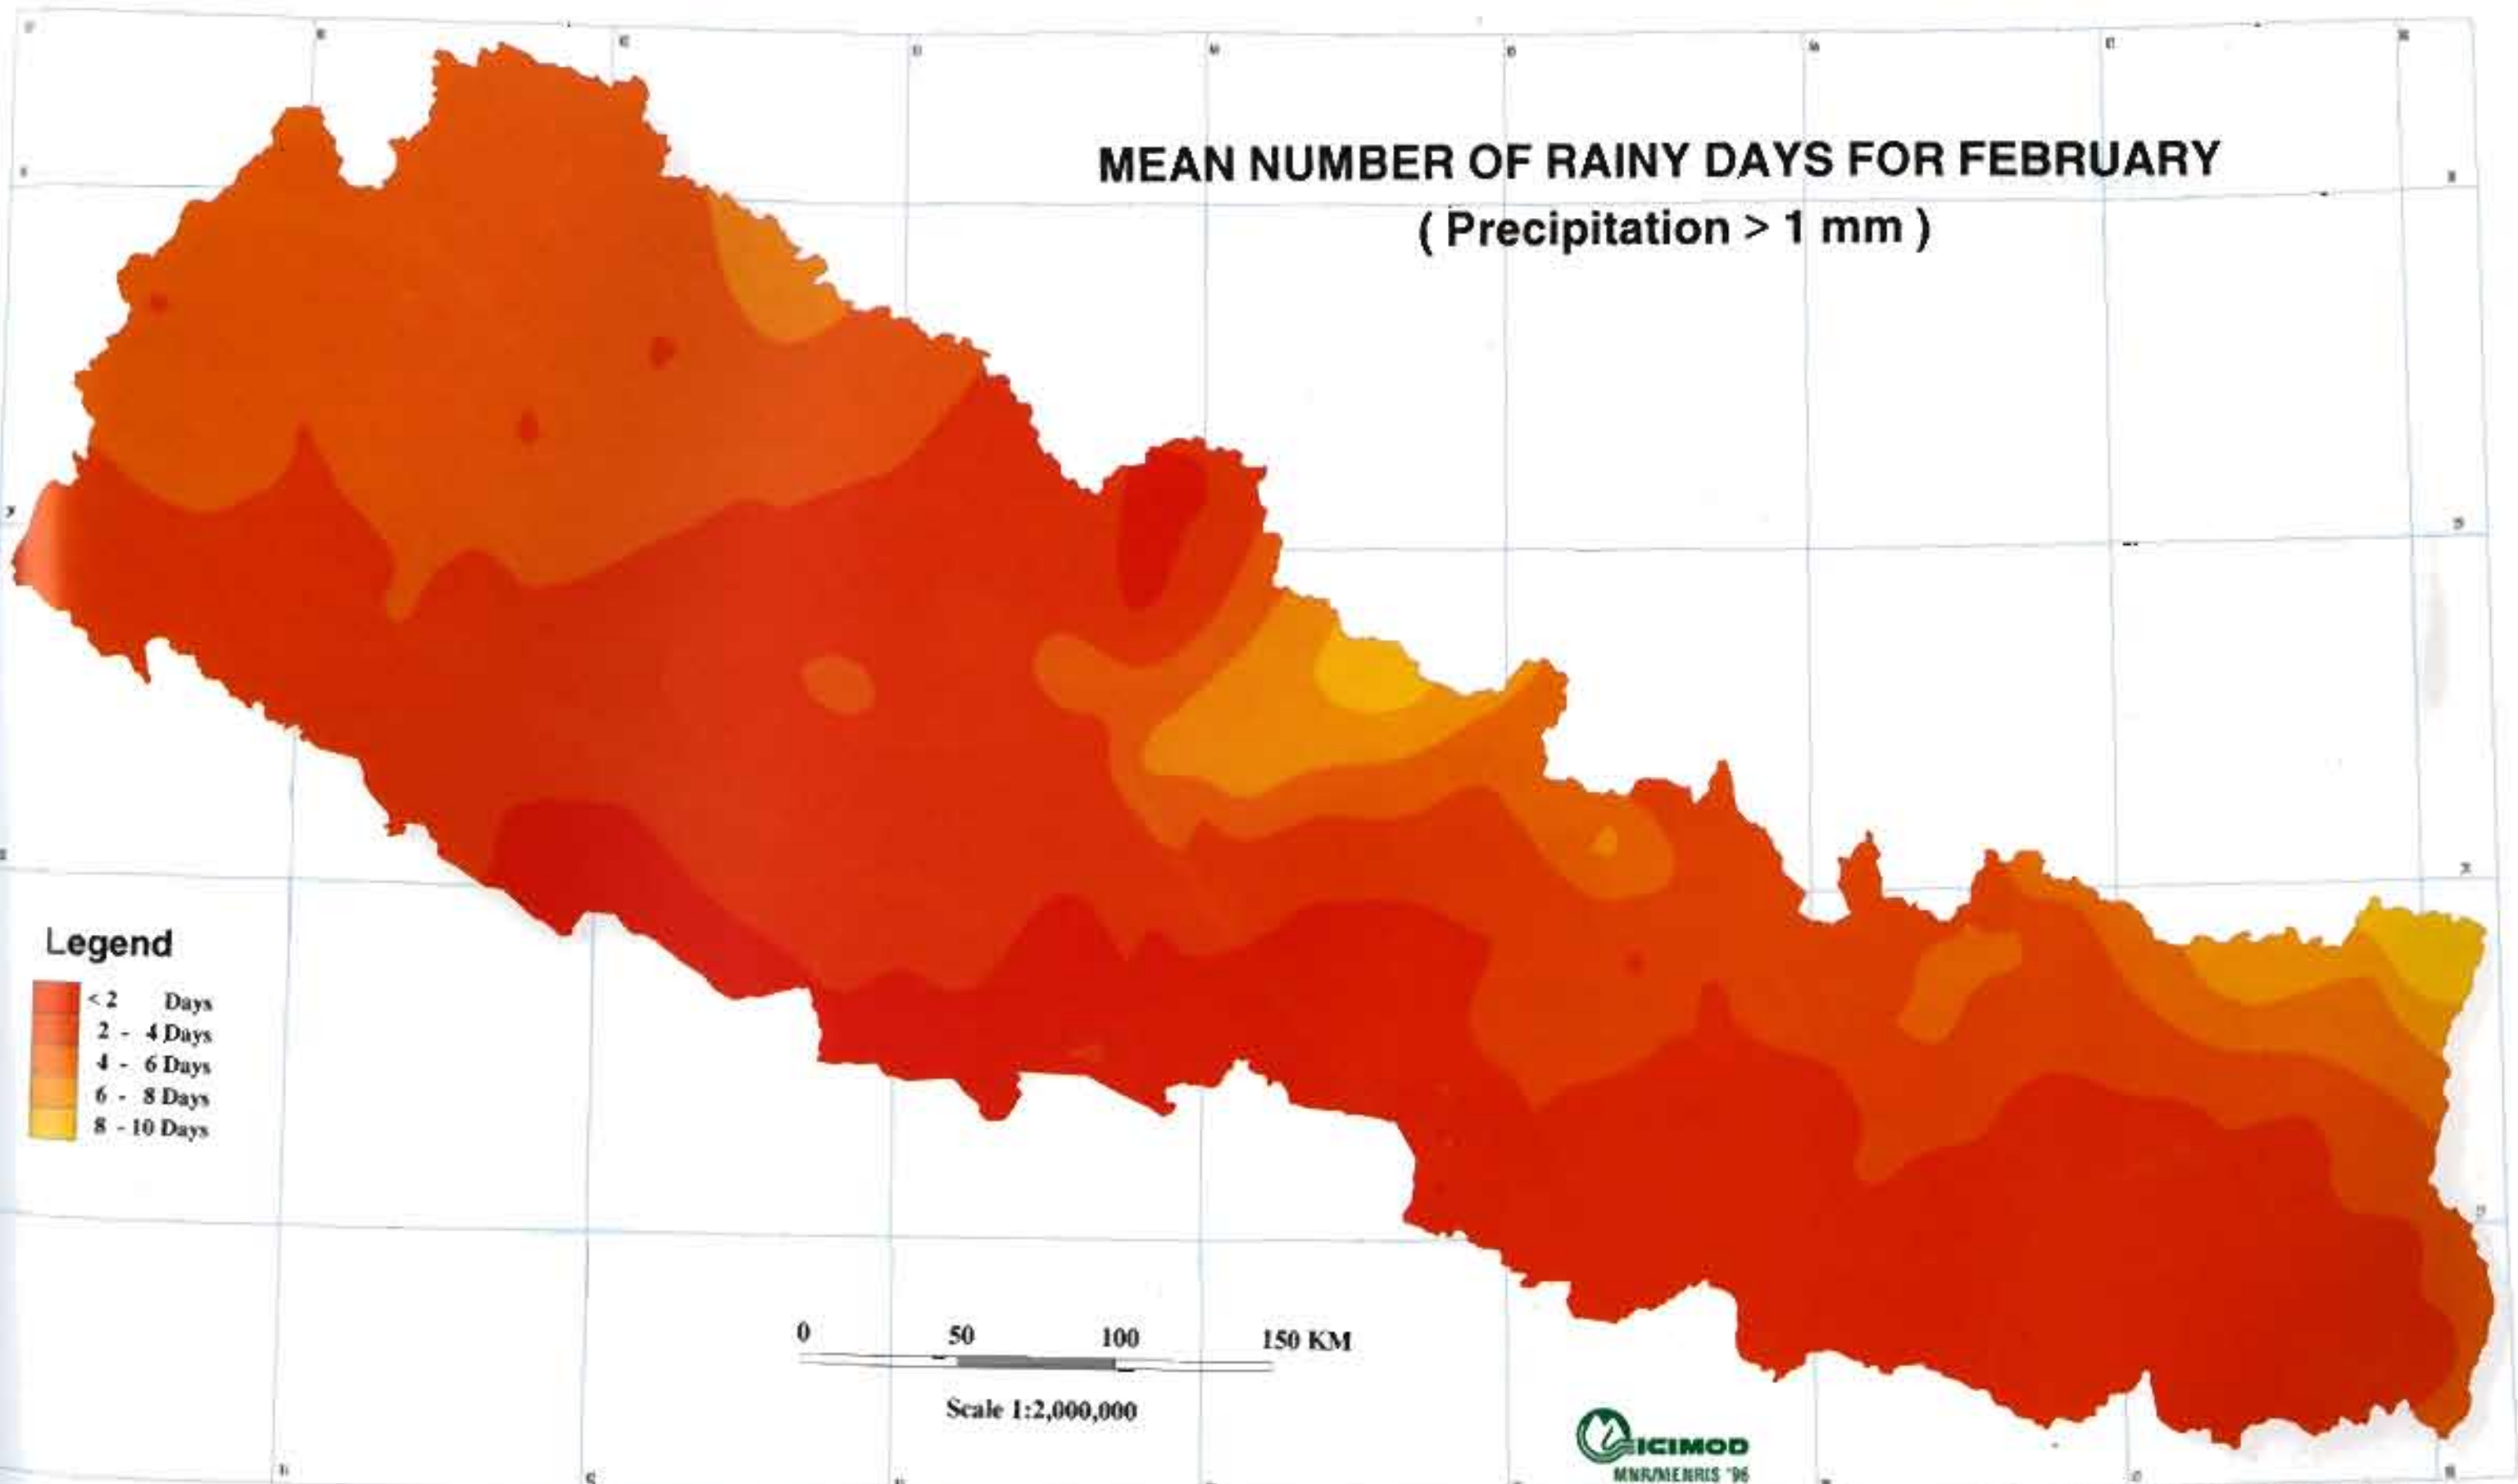 MEAN NUMBER OF RAINY DAYS FOR FEBRUARY
( Precipitation > 1 mm )
Legend
< 2 Days
2 - 4 Days
4 - 6 Days
6 - 8 Days
8 - 10 Days
0 50 100 150 KM
Scale 1:2,000,000
ICIMOD
MNR/MENRIS '96